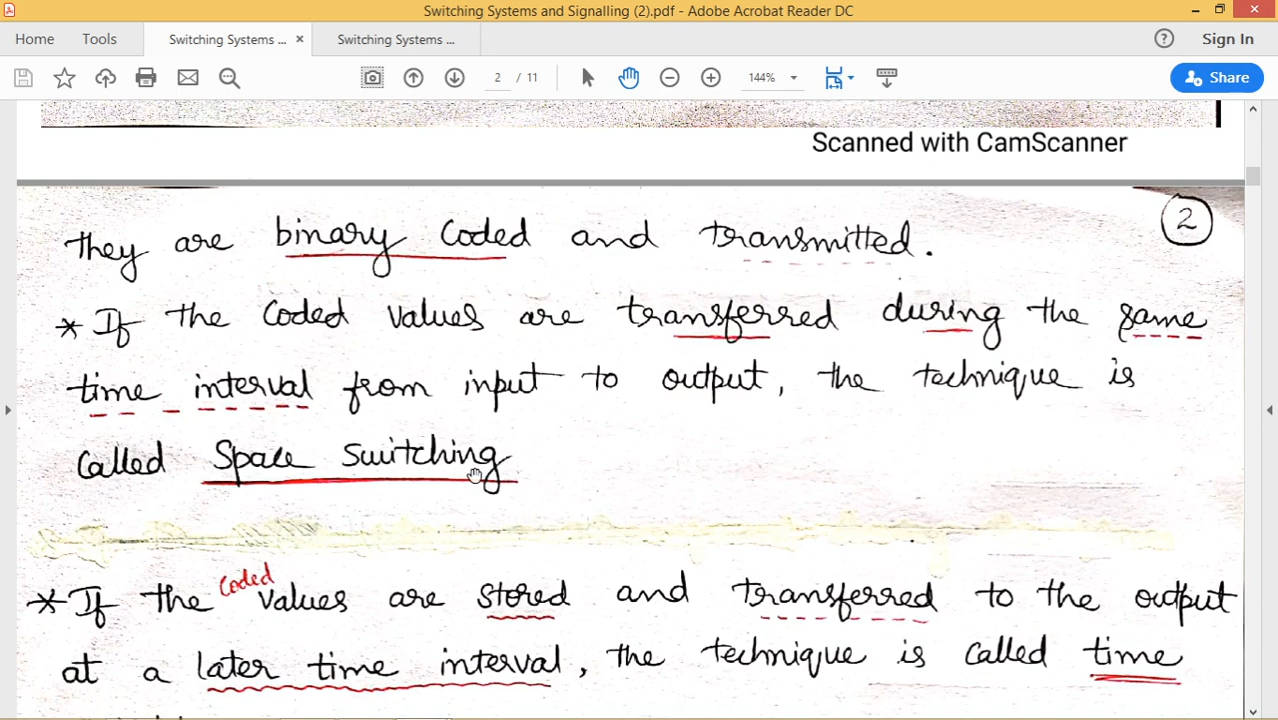 Switching Systems and Signalling (2).pdf - Adobe Acrobat Reader DC
Home Tools Switching Systems ... × Switching Systems ... Sign In
2 / 11 144% Share
Scanned with CamScanner
2
They are binary coded and transmitted.
* If the coded values are transferred during the same
time interval from input to output, the technique is
called Space switching
* If the coded values are stored and transferred to the output
at a later time interval, the technique is called time